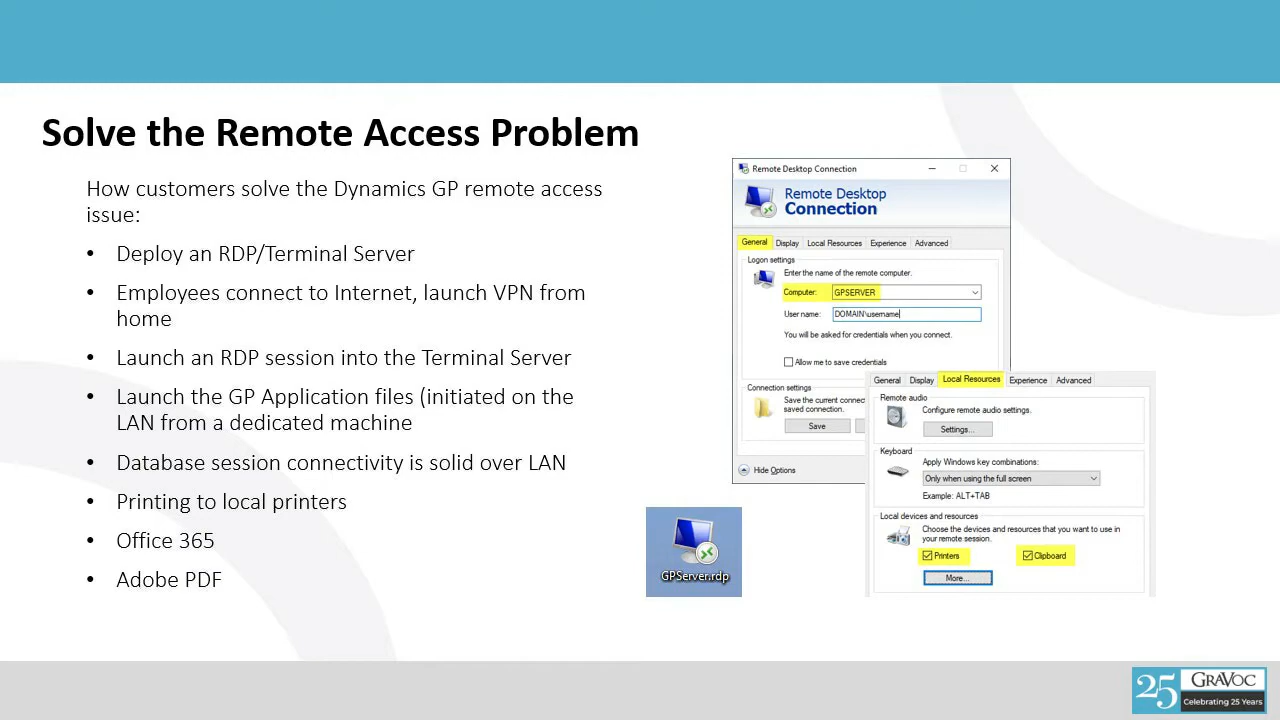 Solve the Remote Access Problem
How customers solve the Dynamics GP remote access
issue:
• Deploy an RDP/Terminal Server
• Employees connect to Internet, launch VPN from
home
• Launch an RDP session into the Terminal Server
• Launch the GP Application files (initiated on the
LAN from a dedicated machine
• Database session connectivity is solid over LAN
• Printing to local printers
• Office 365
• Adobe PDF
Remote Desktop Connection
Remote Desktop
Connection
General Display Local Resources Experience Advanced
Logon settings
Enter the name of the remote computer.
Computer: GPSERVER
User name: DOMAIN\username
You will be asked for credentials when you connect.
Allow me to save credentials
Connection settings
Save the current connec
saved connection.
Save
Hide Options
General Display Local Resources Experience Advanced
Remote audio
Configure remote audio settings.
Settings...
Keyboard
Apply Windows key combinations:
Only when using the full screen
Example: ALT+TAB
Local devices and resources
Choose the devices and resources that you want to use in
your remote session.
Printers Clipboard
More...
GPServer.rdp
25 GRAVOC
Celebrating 25 Years